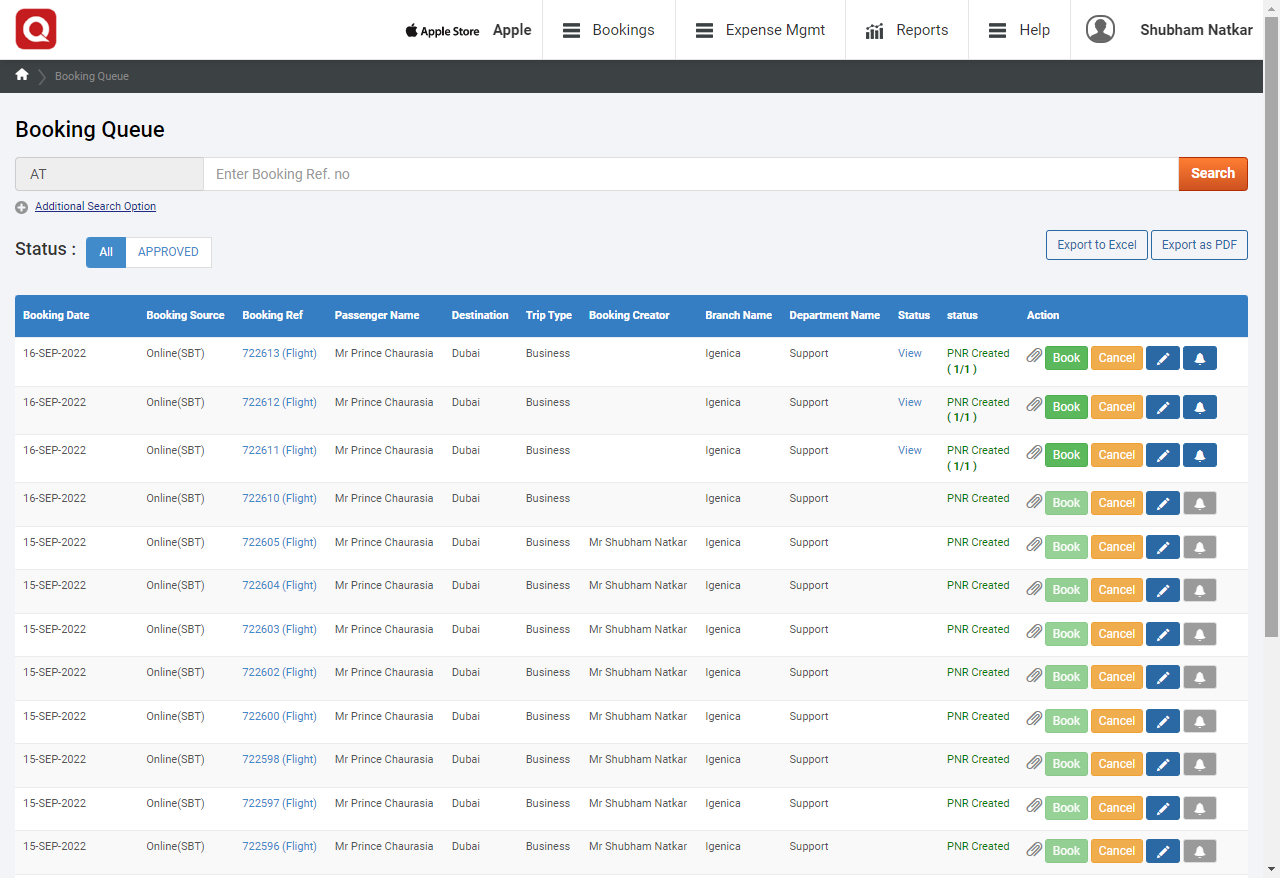 Apple Store Apple Bookings Expense Mgmt Reports Help Shubham Natkar
Booking Queue
Booking Queue
AT Enter Booking Ref. no Search
Additional Search Option
Status : All APPROVED Export to Excel Export as PDF
Booking Date Booking Source Booking Ref Passenger Name Destination Trip Type Booking Creator Branch Name Department Name Status status Action
16-SEP-2022 Online(SBT) 722613 (Flight) Mr Prince Chaurasia Dubai Business Igenica Support View PNR Created Book Cancel
( 1/1 )
16-SEP-2022 Online(SBT) 722612 (Flight) Mr Prince Chaurasia Dubai Business Igenica Support View PNR Created Book Cancel
( 1/1 )
16-SEP-2022 Online(SBT) 722611 (Flight) Mr Prince Chaurasia Dubai Business Igenica Support View PNR Created Book Cancel
( 1/1 )
16-SEP-2022 Online(SBT) 722610 (Flight) Mr Prince Chaurasia Dubai Business Igenica Support PNR Created Book Cancel
15-SEP-2022 Online(SBT) 722605 (Flight) Mr Prince Chaurasia Dubai Business Mr Shubham Natkar Igenica Support PNR Created Book Cancel
15-SEP-2022 Online(SBT) 722604 (Flight) Mr Prince Chaurasia Dubai Business Mr Shubham Natkar Igenica Support PNR Created Book Cancel
15-SEP-2022 Online(SBT) 722603 (Flight) Mr Prince Chaurasia Dubai Business Mr Shubham Natkar Igenica Support PNR Created Book Cancel
15-SEP-2022 Online(SBT) 722602 (Flight) Mr Prince Chaurasia Dubai Business Mr Shubham Natkar Igenica Support PNR Created Book Cancel
15-SEP-2022 Online(SBT) 722600 (Flight) Mr Prince Chaurasia Dubai Business Mr Shubham Natkar Igenica Support PNR Created Book Cancel
15-SEP-2022 Online(SBT) 722598 (Flight) Mr Prince Chaurasia Dubai Business Mr Shubham Natkar Igenica Support PNR Created Book Cancel
15-SEP-2022 Online(SBT) 722597 (Flight) Mr Prince Chaurasia Dubai Business Mr Shubham Natkar Igenica Support PNR Created Book Cancel
15-SEP-2022 Online(SBT) 722596 (Flight) Mr Prince Chaurasia Dubai Business Mr Shubham Natkar Igenica Support PNR Created Book Cancel